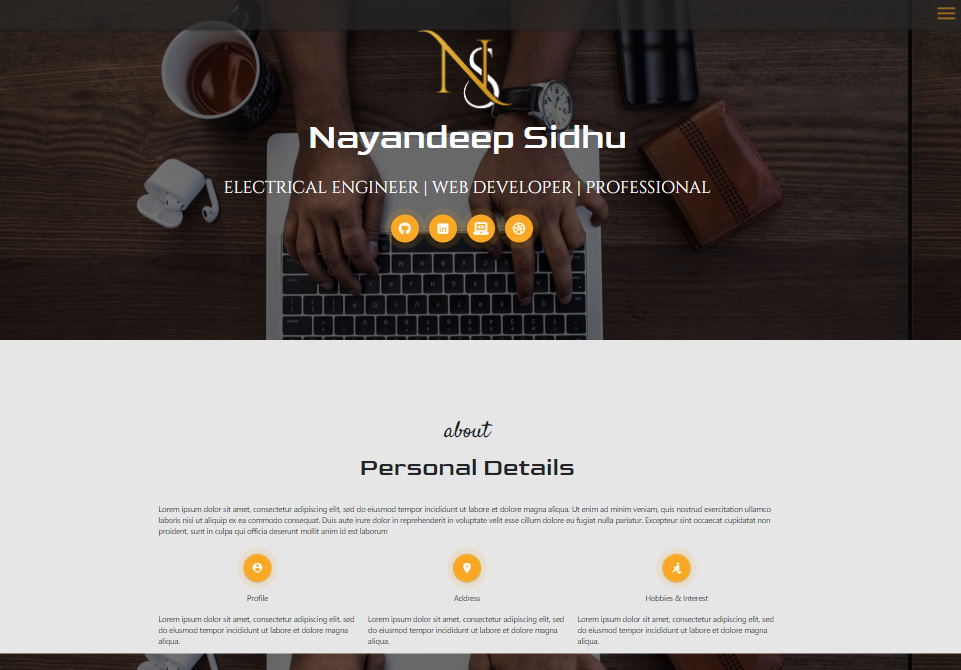 NS
Nayandeep Sidhu
ELECTRICAL ENGINEER | WEB DEVELOPER | PROFESSIONAL
about
Personal Details
Lorem ipsum dolor sit amet, consectetur adipiscing elit, sed do eiusmod tempor incididunt ut labore et dolore magna aliqua. Ut enim ad minim veniam, quis nostrud exercitation ullamco
laboris nisi ut aliquip ex ea commodo consequat. Duis aute irure dolor in reprehenderit in voluptate velit esse cillum dolore eu fugiat nulla pariatur. Excepteur sint occaecat cupidatat non
proident, sunt in culpa qui officia deserunt mollit anim id est laborum
Profile
Lorem ipsum dolor sit amet, consectetur adipiscing elit, sed
do eiusmod tempor incididunt ut labore et dolore magna
aliqua.
Address
Lorem ipsum dolor sit amet, consectetur adipiscing elit, sed
do eiusmod tempor incididunt ut labore et dolore magna
aliqua.
Hobbies & Interest
Lorem ipsum dolor sit amet, consectetur adipiscing elit, sed
do eiusmod tempor incididunt ut labore et dolore magna
aliqua.